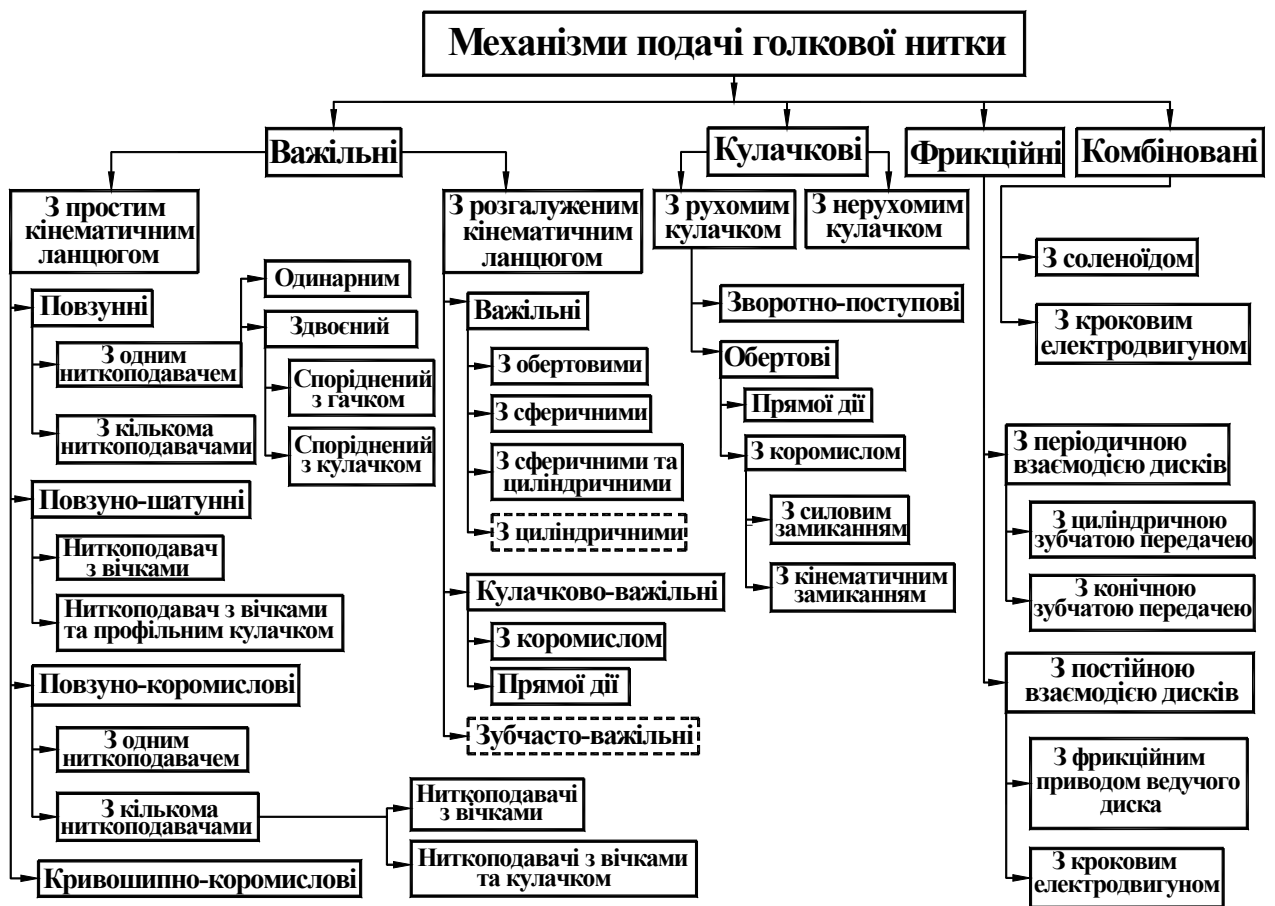 Механізми подачі голкової нитки
Важільні
Кулачкові
Фрикційні
Комбіновані
З простим
кінематичним
ланцюгом
Повзунні
З одним
ниткоподавачем
Одинарним
Здвоєний
Споріднений
з гачком
Споріднений
з кулачком
З кількома
ниткоподавачами
Повзуно-шатунні
Ниткоподавач
з вічками
Ниткоподавач з вічками
та профільним кулачком
Повзуно-коромислові
З одним
ниткоподавачем
З кількома
ниткоподавачами
Ниткоподавачі
з вічками
Ниткоподавачі з вічками
та кулачком
Кривошипно-коромислові
З розгалуженим
кінематичним
ланцюгом
Важільні
З обертовими
З сферичними
З сферичними та
циліндричними
З циліндричними
Кулачково-важільні
З коромислом
Прямої дії
Зубчасто-важільні
З рухомим
кулачком
З нерухомим
кулачком
Зворотно-поступові
Обертові
Прямої дії
З коромислом
З силовим
замиканням
З кінематичним
замиканням
З соленоїдом
З кроковим
електродвигуном
З періодичною
взаємодією дисків
З циліндричною
зубчатою передачею
З конічною
зубчатою передачею
З постійною
взаємодією дисків
З фрикційним
приводом ведучого
диска
З кроковим
електродвигуном